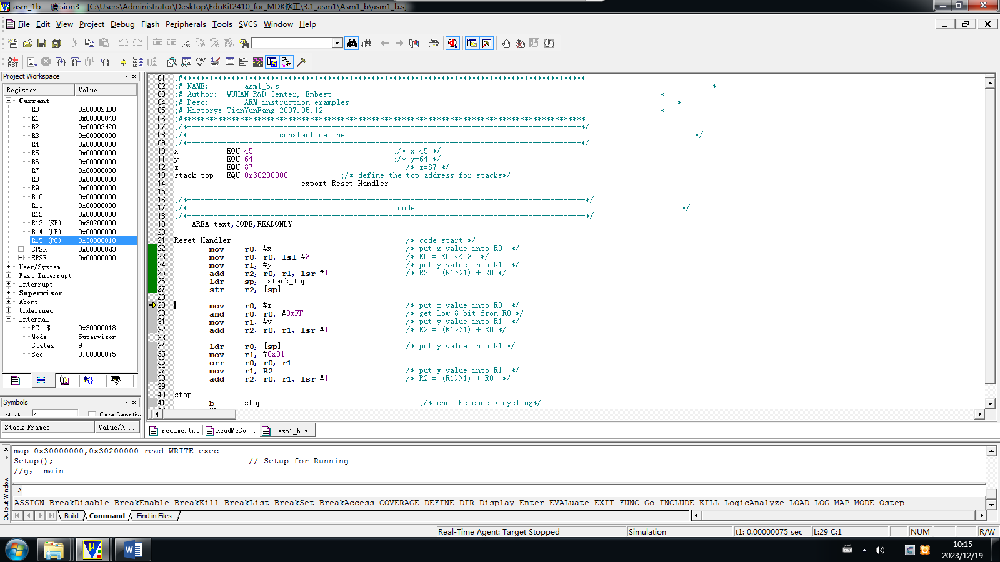 asm_1b - 礦ision3 - [C:\Users\Administrator\Desktop\EduKit2410_for_MDK修正\3.1_asm1\Asm1_b\asm1_b.s]
File Edit View Project Debug Flash Peripherals Tools SVCS Window Help
Project Workspace
Register Value
Current
R0 0x00002d00
R1 0x00000040
R2 0x00002d20
R3 0x00000000
R4 0x00000000
R5 0x00000000
R6 0x00000000
R7 0x00000000
R8 0x00000000
R9 0x00000000
R10 0x00000000
R11 0x00000000
R12 0x00000000
R13 (SP) 0x30200000
R14 (LR) 0x00000000
R15 (PC) 0x30000018
CPSR 0x000000d3
SPSR 0x00000000
User/System
Fast Interrupt
Interrupt
Supervisor
Abort
Undefined
Internal
PC $ 0x30000018
Mode Supervisor
States 9
Sec 0.00000075
Symbols
Mask: * Case Sensitive
Stack Frames Value/A...
01 ;#********************************************************************************************
02 ;# NAME: asm1_b.s *
03 ;# Author: WUHAN R&D Center, Embest *
04 ;# Desc: ARM instruction examples *
05 ;# History: TianYunFang 2007.05.12 *
06 ;#********************************************************************************************
07 ;/*------------------------------------------------------------------------------------------*/
08 ;/* constant define */
09 ;/*------------------------------------------------------------------------------------------*/
10 x EQU 45 ;/* x=45 */
11 y EQU 64 ;/* y=64 */
12 z EQU 87 ;/* z=87 */
13 stack_top EQU 0x30200000 ;/* define the top address for stacks*/
14 export Reset_Handler
15
16 ;/*-------------------------------------------------------------------------------------------*/
17 ;/* code */
18 ;/*-------------------------------------------------------------------------------------------*/
19 AREA text,CODE,READONLY
20
21 Reset_Handler ;/* code start */
22 mov r0, #x ;/* put x value into R0 */
23 mov r0, r0, lsl #8 ;/* R0 = R0 << 8 */
24 mov r1, #y ;/* put y value into R1 */
25 add r2, r0, r1, lsr #1 ;/* R2 = (R1>>1) + R0 */
26 ldr sp, =stack_top
27 str r2, [sp]
28
29 mov r0, #z ;/* put z value into R0 */
30 and r0, r0, #0xFF ;/* get low 8 bit from R0 */
31 mov r1, #y ;/* put y value into R1 */
32 add r2, r0, r1, lsr #1 ;/* R2 = (R1>>1) + R0 */
33
34 ldr r0, [sp] ;/* put y value into R1 */
35 mov r1, #0x01
36 orr r0, r0, r1
37 mov r1, R2 ;/* put y value into R1 */
38 add r2, r0, r1, lsr #1 ;/* R2 = (R1>>1) + R0 */
39
40 stop
41 b stop ;/* end the code ，cycling*/
readme.txt ReadMeCo... asm1_b.s
Output Window
map 0x30000000,0x30200000 read WRITE exec
Setup(); // Setup for Running
//g, main
>
ASSIGN BreakDisable BreakEnable BreakKill BreakList BreakSet BreakAccess COVERAGE DEFINE DIR Display Enter EVALuate EXIT FUNC Go INCLUDE KILL LogicAnalyze LOAD LOG MAP MODE Ostep
Build Command Find in Files
Real-Time Agent: Target Stopped Simulation t1: 0.00000075 sec L:29 C:1 NUM R/W
10:15
2023/12/19